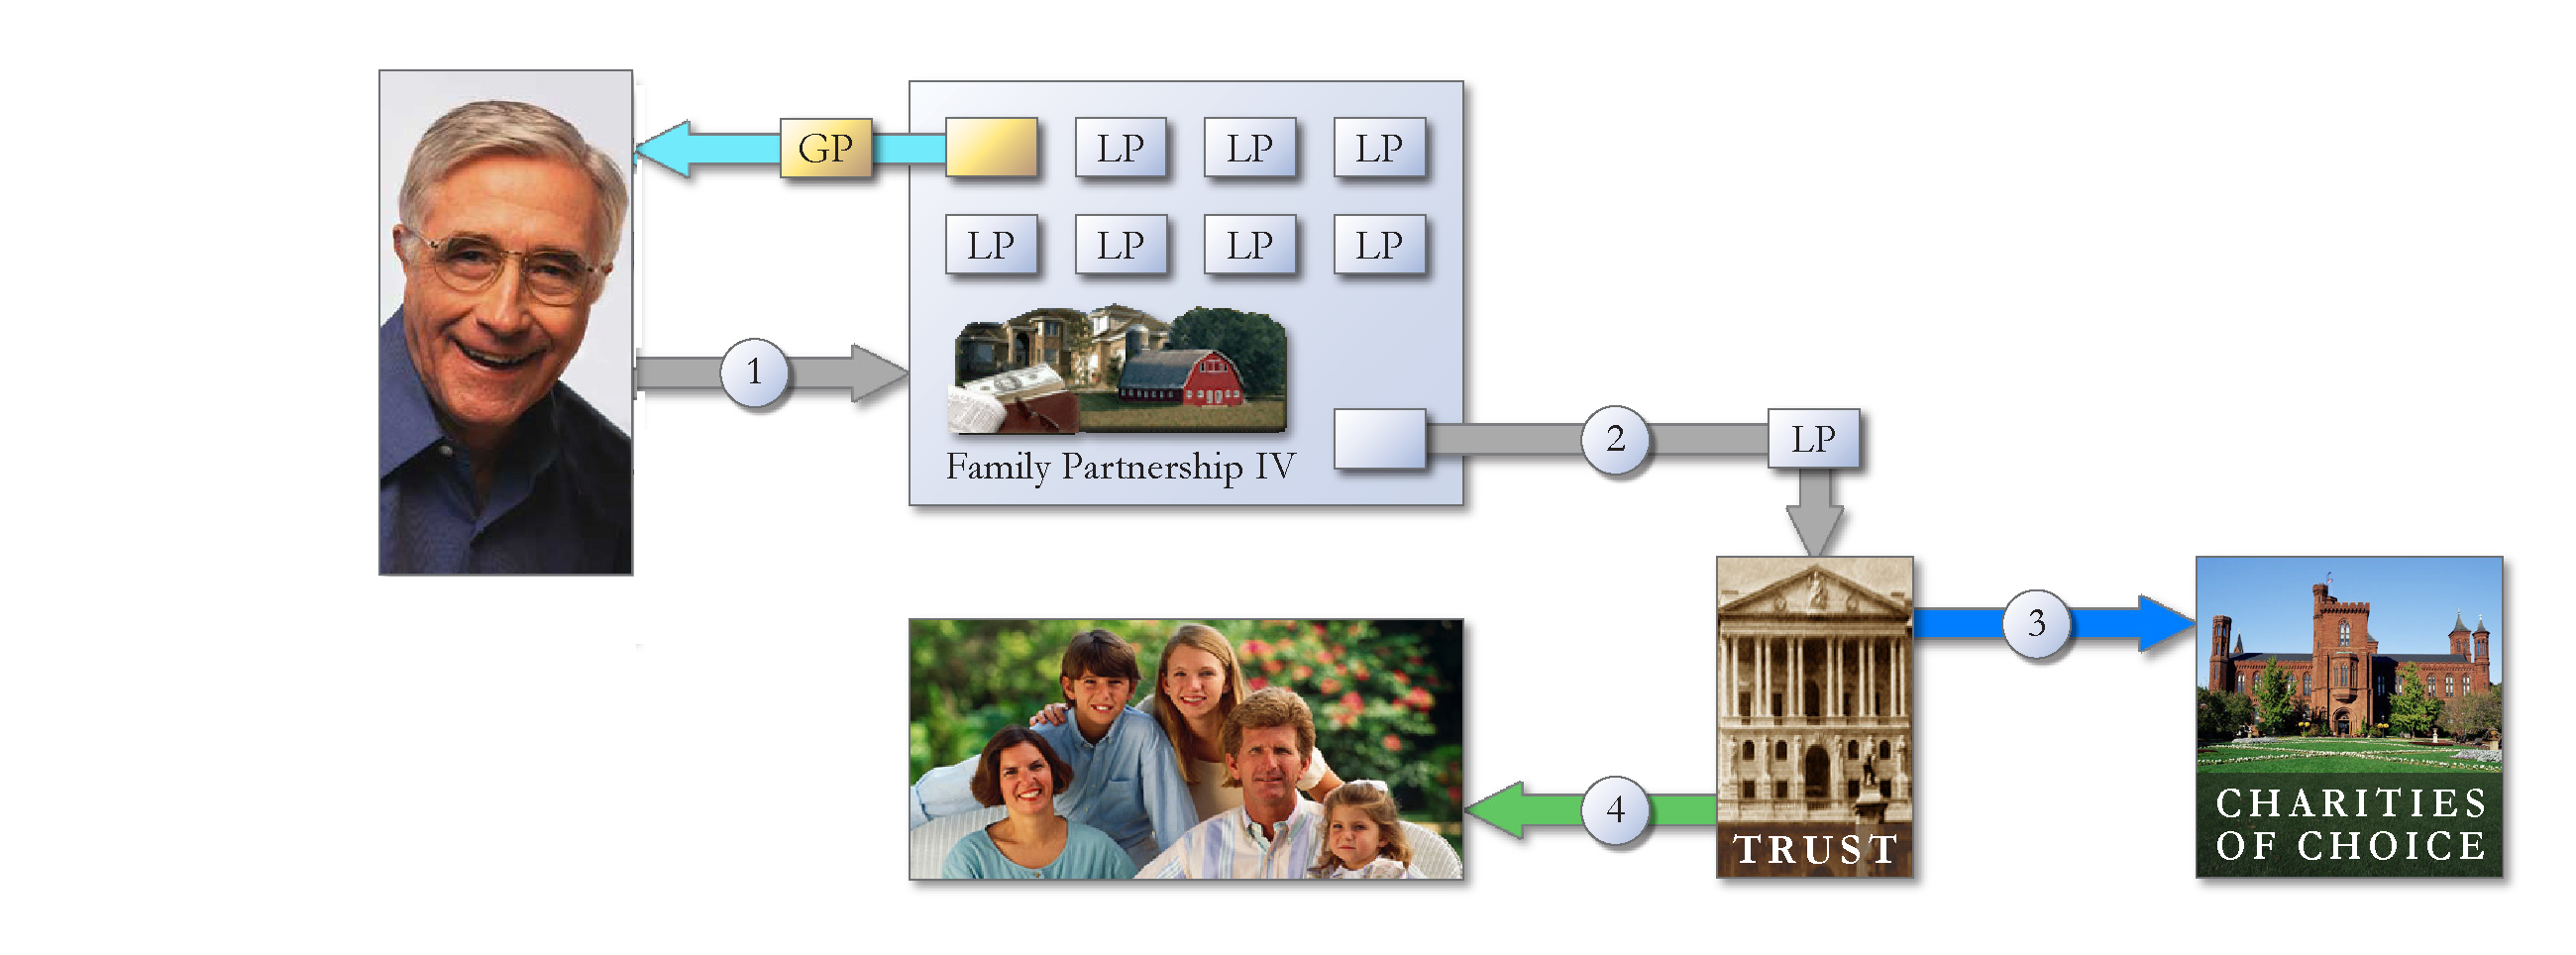 GP
LP LP LP
LP LP LP LP
1
Family Partnership IV
2
LP
3
4
TRUST
CHARITIES
OF CHOICE